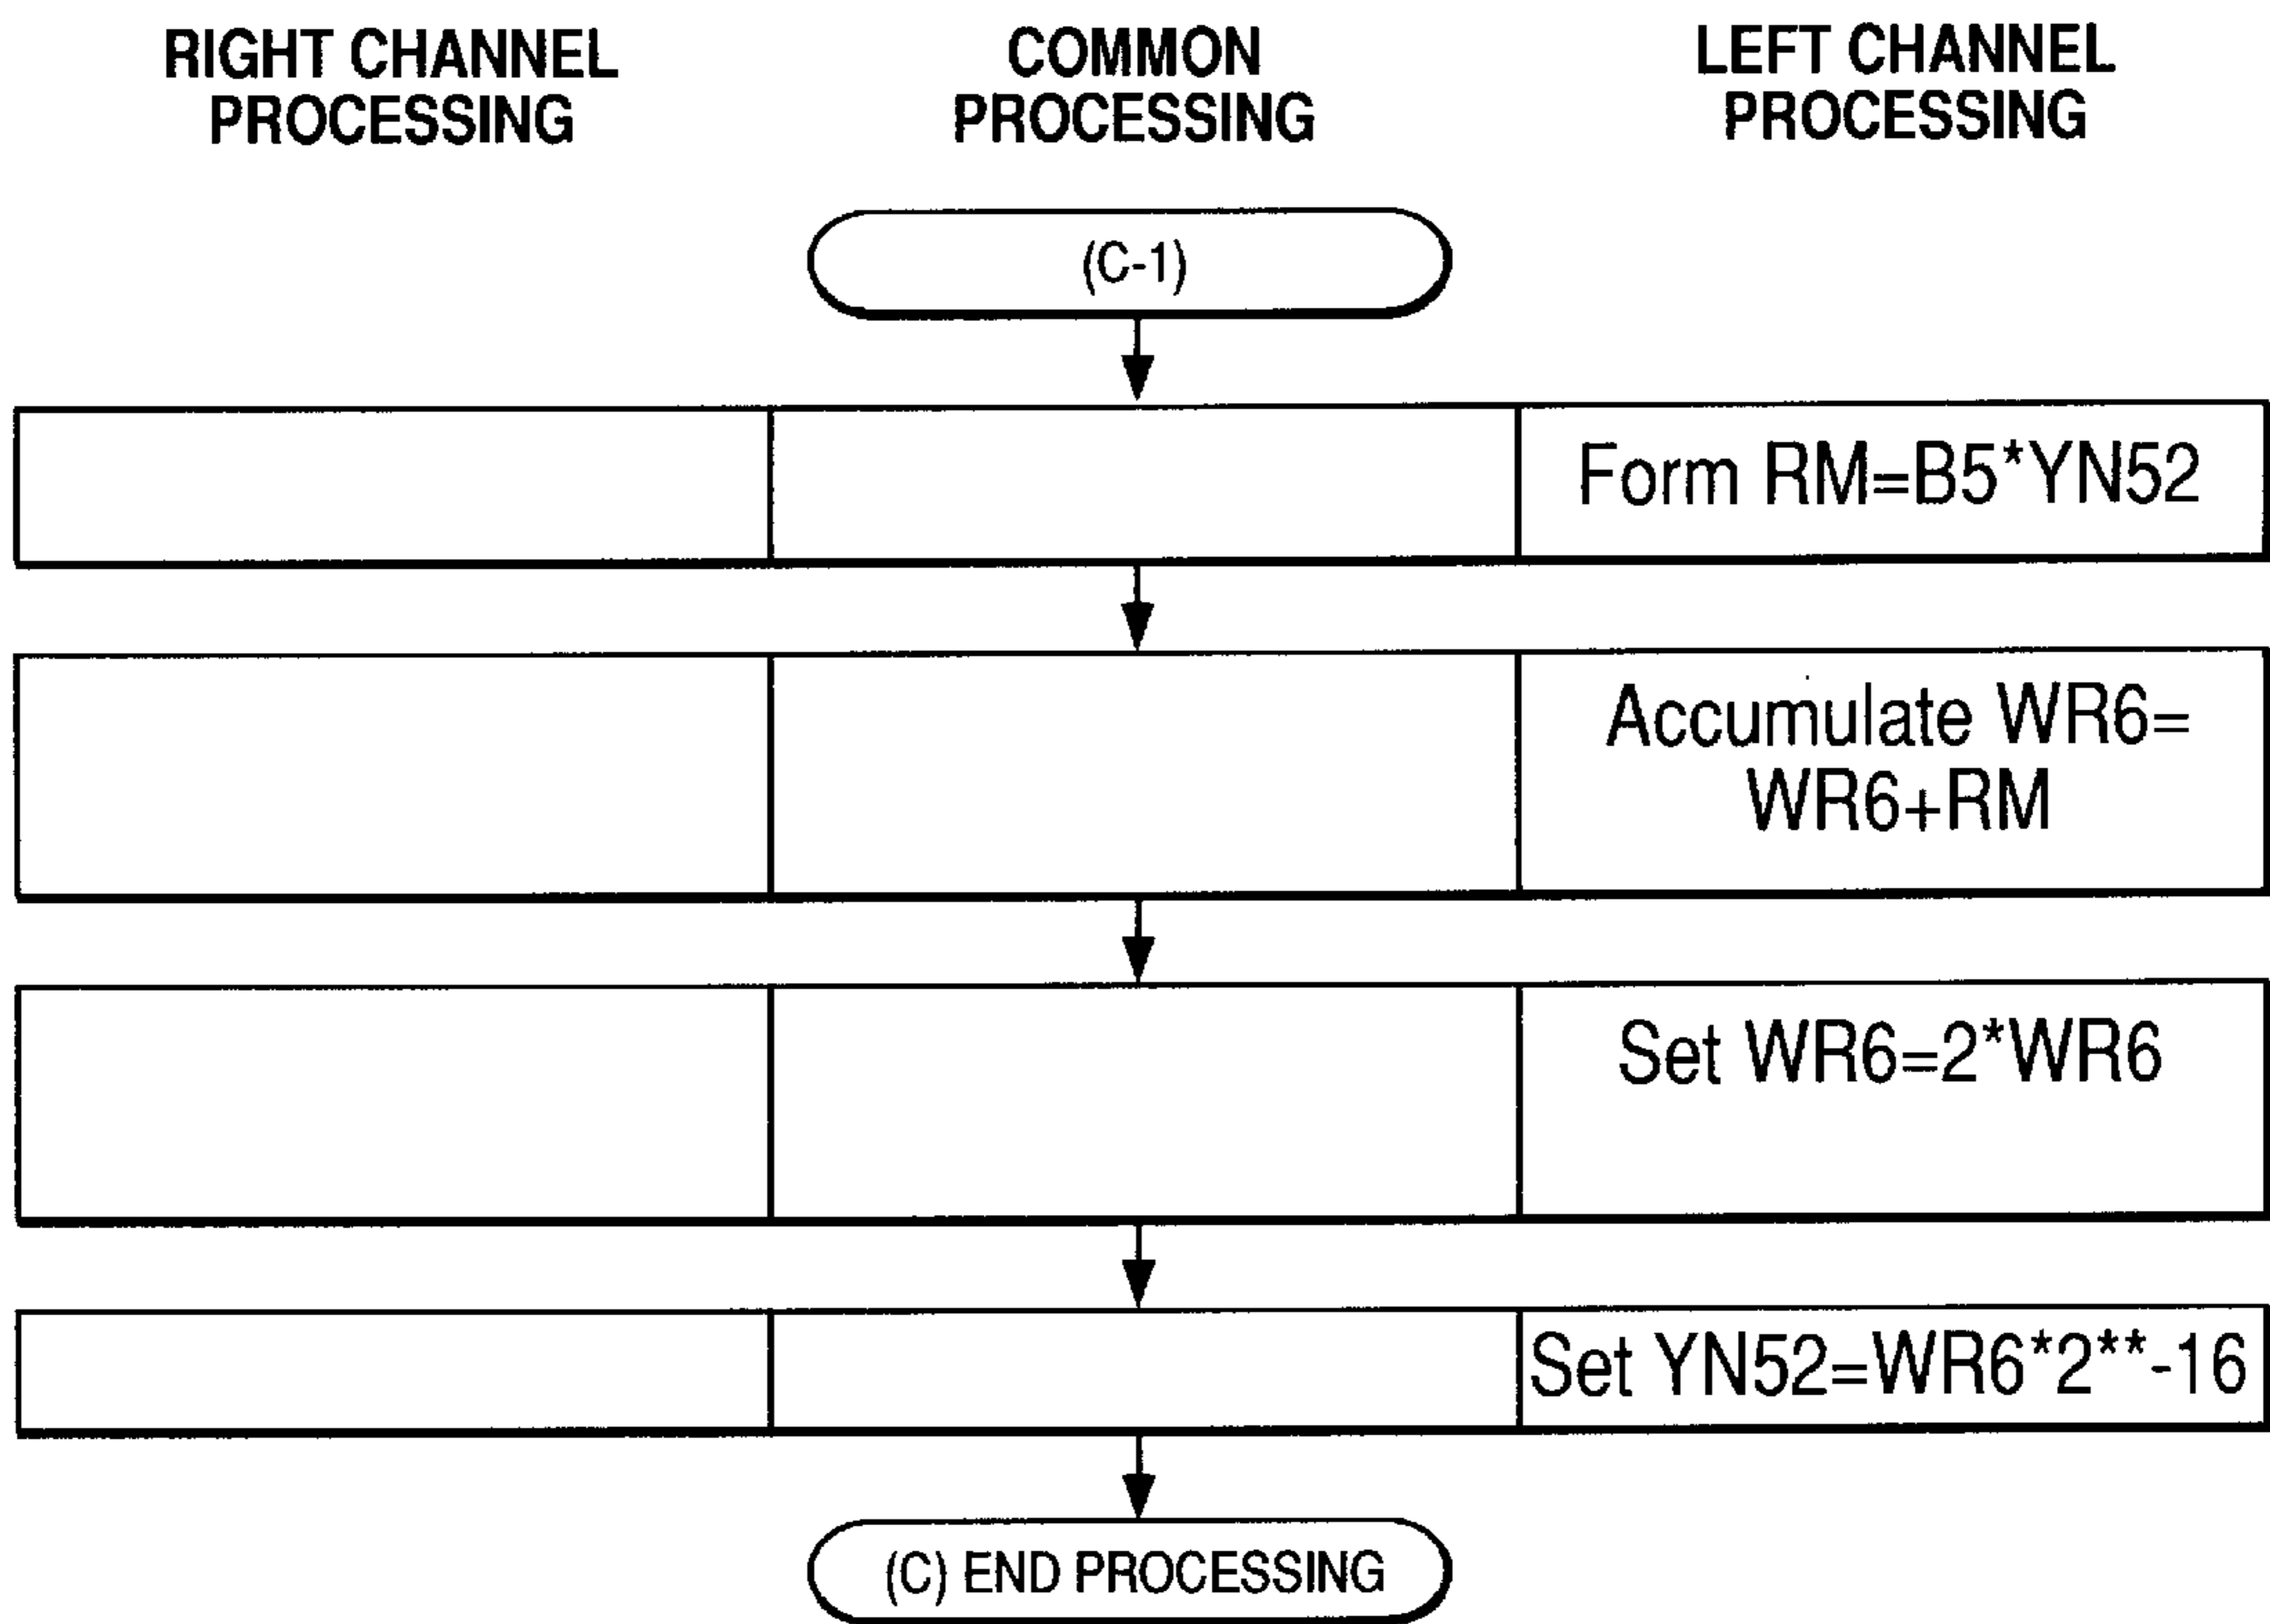 RIGHT CHANNEL
PROCESSING
COMMON
PROCESSING
LEFT CHANNEL
PROCESSING
(C-1)
Form RM=B5*YN52
Accumulate WR6=
WR6+RM
Set WR6=2*WR6
Set YN52=WR6*2**-16
(C) END PROCESSING